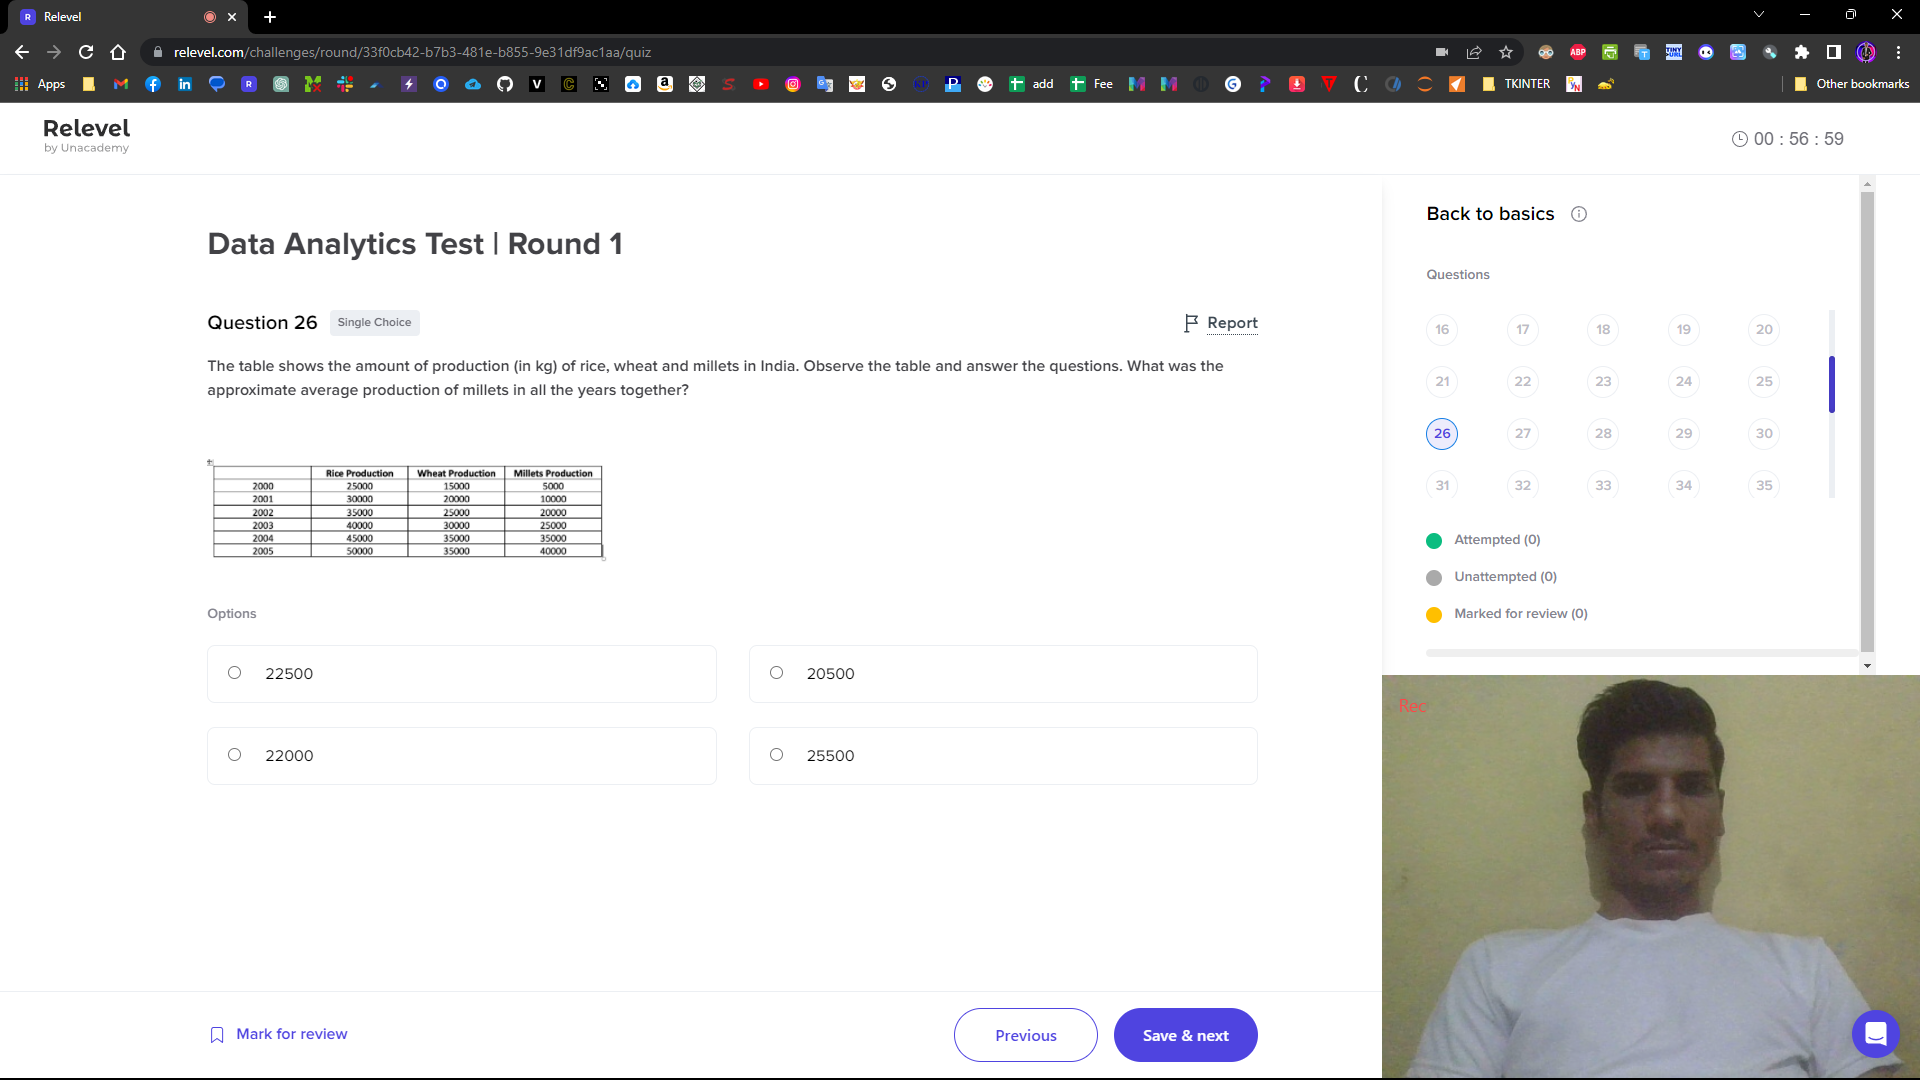 Relevel
relevel.com/challenges/round/33f0cb42-b7b3-481e-b855-9e31df9ac1aa/quiz
Apps
add
Fee
TKINTER
Other bookmarks
Relevel
by Unacademy
00 : 56 : 59
Data Analytics Test | Round 1
Question 26
Single Choice
Report
The table shows the amount of production (in kg) of rice, wheat and millets in India. Observe the table and answer the questions. What was the
approximate average production of millets in all the years together?
Rice Production Wheat Production Millets Production
2000 25000 15000 5000
2001 30000 20000 10000
2002 35000 25000 20000
2003 40000 30000 25000
2004 45000 35000 35000
2005 50000 35000 40000
Options
22500
20500
22000
25500
Mark for review
Previous
Save & next
Back to basics
Questions
16 17 18 19 20
21 22 23 24 25
26 27 28 29 30
31 32 33 34 35
Attempted (0)
Unattempted (0)
Marked for review (0)
Rec